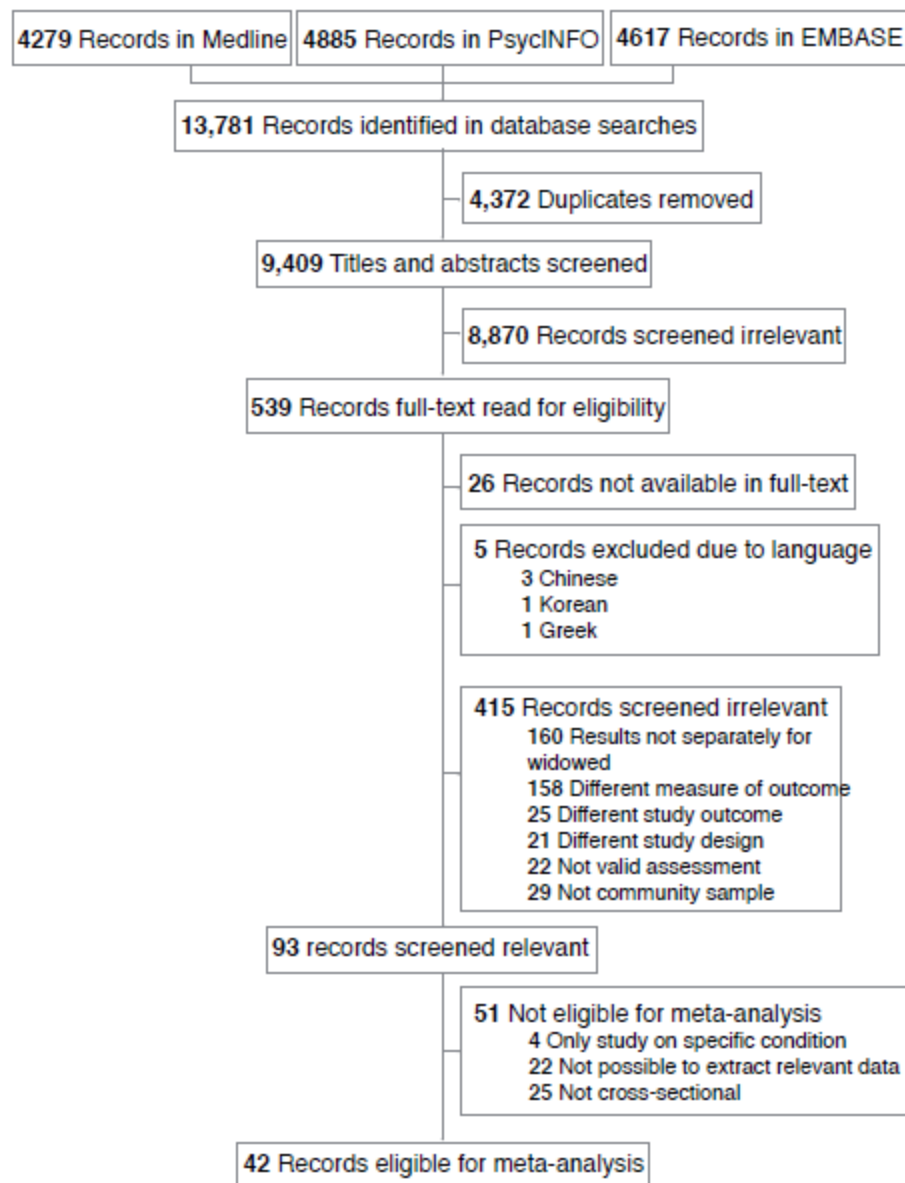 4279 Records in Medline
4885 Records in PsycINFO
4617 Records in EMBASE
13,781 Records identified in database searches
4,372 Duplicates removed
9,409 Titles and abstracts screened
8,870 Records screened irrelevant
539 Records full-text read for eligibility
26 Records not available in full-text
5 Records excluded due to language
3 Chinese
1 Korean
1 Greek
415 Records screened irrelevant
160 Results not separately for
widowed
158 Different measure of outcome
25 Different study outcome
21 Different study design
22 Not valid assessment
29 Not community sample
93 records screened relevant
51 Not eligible for meta-analysis
4 Only study on specific condition
22 Not possible to extract relevant data
25 Not cross-sectional
42 Records eligible for meta-analysis